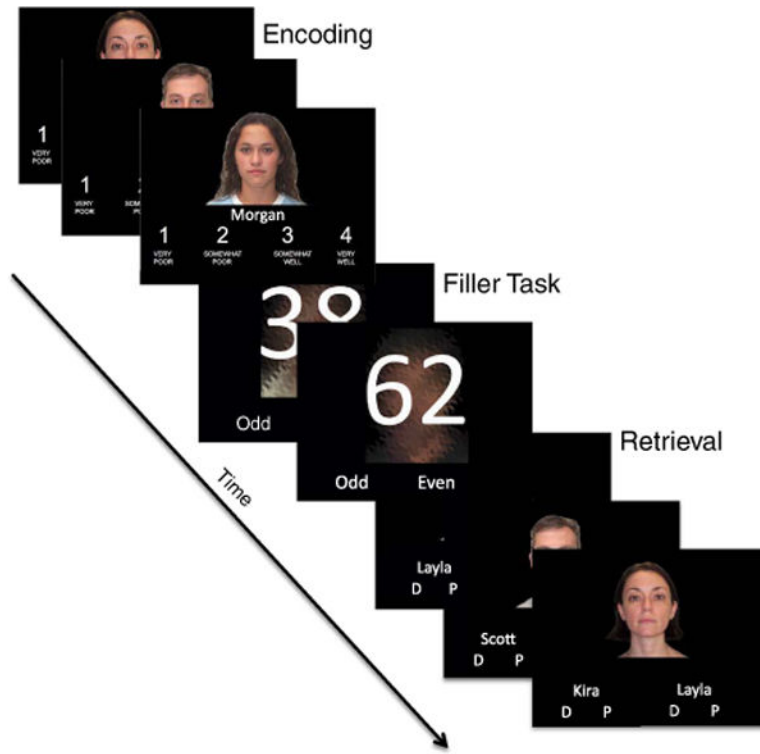 Encoding
1
VERY
POOR
1
VERY
POOR
Morgan
1 2 3 4
VERY SOMEWHAT SOMEWHAT VERY
POOR POOR WELL WELL
Filler Task
38
Odd
62
Odd Even
Retrieval
Time
Layla
D P
Scott
D P
Kira Layla
D P D P